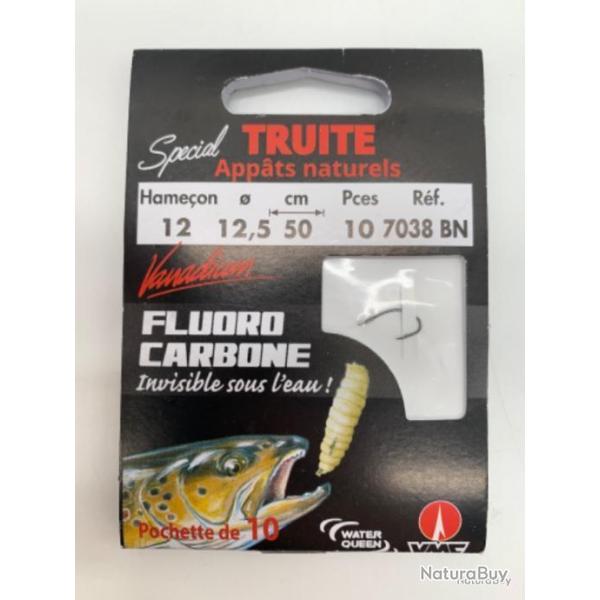 Special TRUITE
Appâts naturels
Hameçon ø cm Pces Réf.
12 12,5 50 10 7038 BN
Vanadium
FLUORO
CARBONE
Invisible sous l'eau !
Pochette de 10
WATER
QUEEN
VMC
NaturaBuy